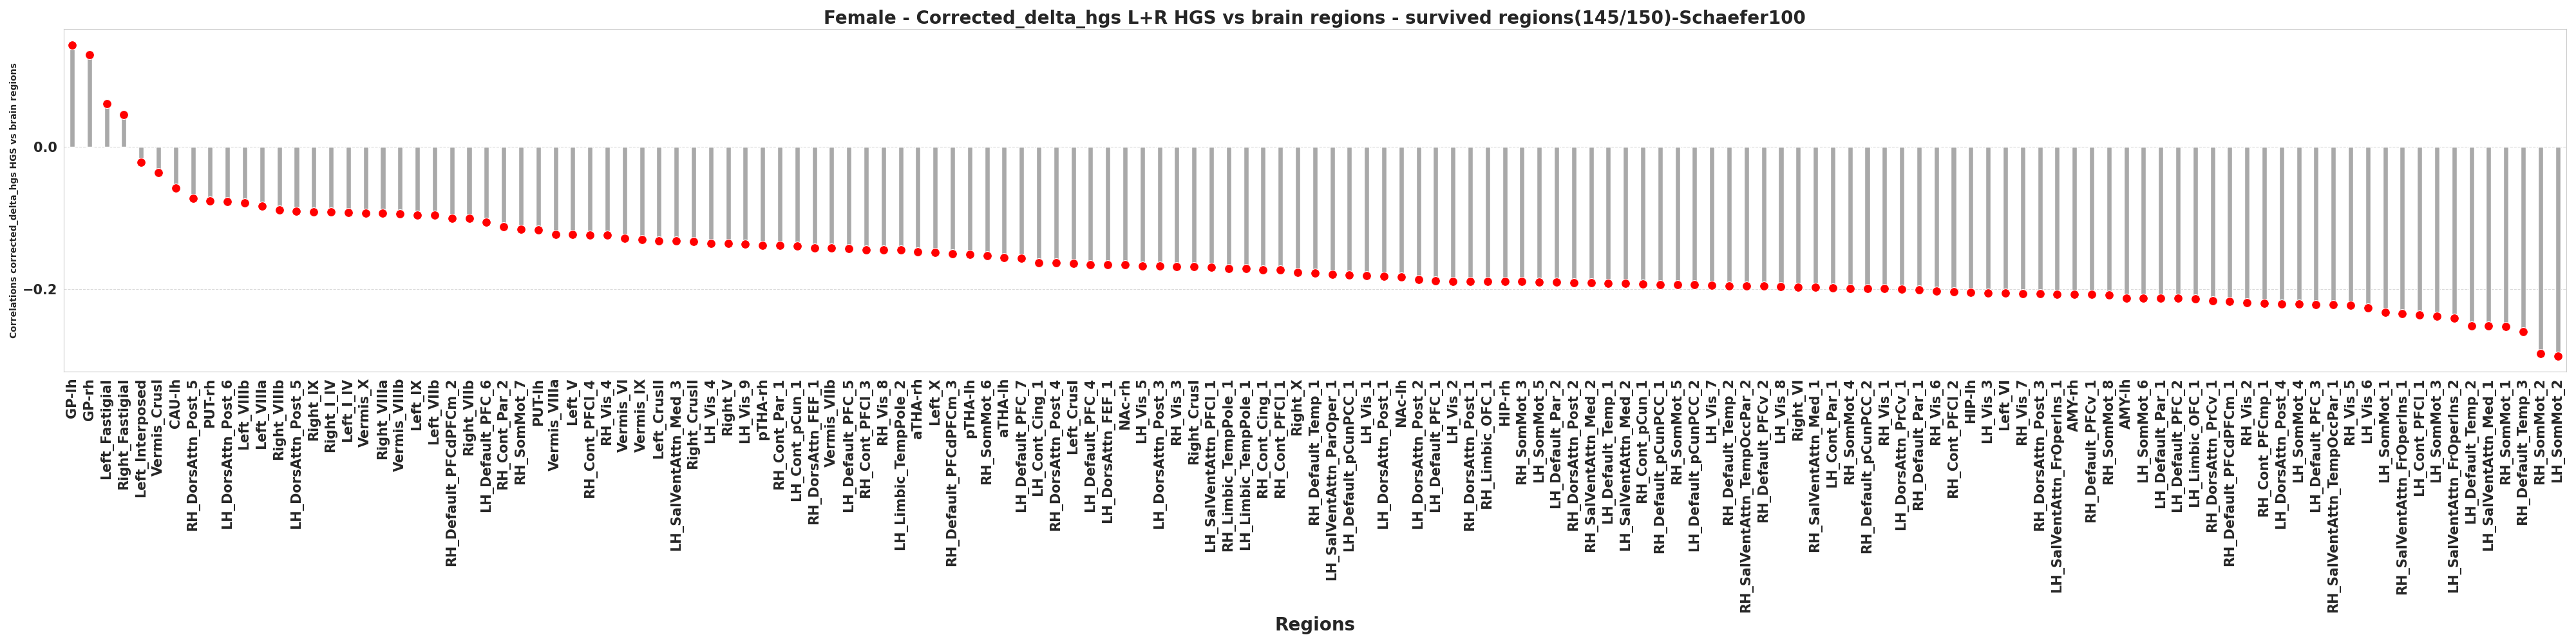 Female - Corrected_delta_hgs L+R HGS vs brain regions - survived regions(145/150)-Schaefer100
Correlations corrected_delta_hgs HGS vs brain regions
0.0
−0.2
GP-lh
GP-rh
Left_Fastigial
Right_Fastigial
Left_Interposed
Vermis_CrusI
CAU-lh
RH_DorsAttn_Post_5
PUT-rh
LH_DorsAttn_Post_6
Left_VIIIb
Left_VIIIa
Right_VIIIb
LH_DorsAttn_Post_5
Right_IX
Right_I_IV
Left_I_IV
Vermis_X
Right_VIIIa
Vermis_VIIIb
Left_IX
Left_VIIb
RH_Default_PFCdPFCm_2
Right_VIIb
LH_Default_PFC_6
RH_Cont_Par_2
RH_SomMot_7
PUT-lh
Vermis_VIIIa
Left_V
RH_Cont_PFCl_4
RH_Vis_4
Vermis_VI
Vermis_IX
Left_CrusII
LH_SalVentAttn_Med_3
Right_CrusII
LH_Vis_4
Right_V
LH_Vis_9
pTHA-rh
RH_Cont_Par_1
LH_Cont_pCun_1
RH_DorsAttn_FEF_1
Vermis_VIIb
LH_Default_PFC_5
RH_Cont_PFCl_3
RH_Vis_8
LH_Limbic_TempPole_2
aTHA-rh
Left_X
RH_Default_PFCdPFCm_3
pTHA-lh
RH_SomMot_6
aTHA-lh
LH_Default_PFC_7
LH_Cont_Cing_1
RH_DorsAttn_Post_4
Left_CrusI
LH_Default_PFC_4
LH_DorsAttn_FEF_1
NAc-rh
LH_Vis_5
LH_DorsAttn_Post_3
RH_Vis_3
Right_CrusI
LH_SalVentAttn_PFCl_1
RH_Limbic_TempPole_1
LH_Limbic_TempPole_1
RH_Cont_Cing_1
RH_Cont_PFCl_1
Right_X
RH_Default_Temp_1
LH_SalVentAttn_ParOper_1
LH_Default_pCunPCC_1
LH_Vis_1
LH_DorsAttn_Post_1
NAc-lh
LH_DorsAttn_Post_2
LH_Default_PFC_1
LH_Vis_2
RH_DorsAttn_Post_1
RH_Limbic_OFC_1
HIP-rh
RH_SomMot_3
LH_SomMot_5
LH_Default_Par_2
RH_DorsAttn_Post_2
RH_SalVentAttn_Med_2
LH_Default_Temp_1
LH_SalVentAttn_Med_2
RH_Cont_pCun_1
RH_Default_pCunPCC_1
RH_SomMot_5
LH_Default_pCunPCC_2
LH_Vis_7
RH_Default_Temp_2
RH_SalVentAttn_TempOccPar_2
RH_Default_PFCv_2
LH_Vis_8
Right_VI
RH_SalVentAttn_Med_1
LH_Cont_Par_1
RH_SomMot_4
RH_Default_pCunPCC_2
RH_Vis_1
LH_DorsAttn_PrCv_1
RH_Default_Par_1
RH_Vis_6
RH_Cont_PFCl_2
HIP-lh
LH_Vis_3
Left_VI
RH_Vis_7
RH_DorsAttn_Post_3
LH_SalVentAttn_FrOperIns_1
AMY-rh
RH_Default_PFCv_1
RH_SomMot_8
AMY-lh
LH_SomMot_6
LH_Default_Par_1
LH_Default_PFC_2
LH_Limbic_OFC_1
RH_DorsAttn_PrCv_1
RH_Default_PFCdPFCm_1
RH_Vis_2
RH_Cont_PFCmp_1
LH_DorsAttn_Post_4
LH_SomMot_4
LH_Default_PFC_3
RH_SalVentAttn_TempOccPar_1
RH_Vis_5
LH_Vis_6
LH_SomMot_1
RH_SalVentAttn_FrOperIns_1
LH_Cont_PFCl_1
LH_SomMot_3
LH_SalVentAttn_FrOperIns_2
LH_Default_Temp_2
LH_SalVentAttn_Med_1
RH_SomMot_1
RH_Default_Temp_3
RH_SomMot_2
LH_SomMot_2
Regions